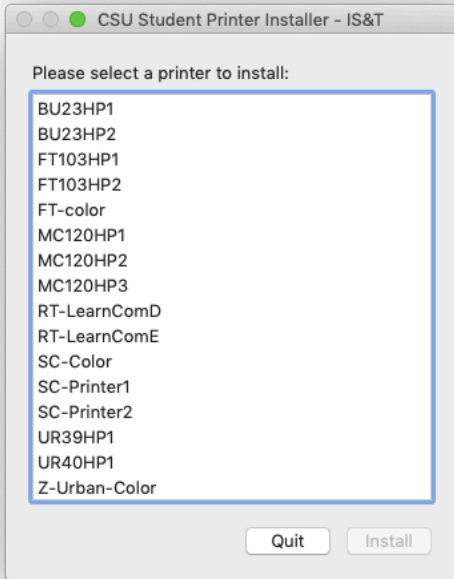 CSU Student Printer Installer - IS&T
Please select a printer to install:
BU23HP1
BU23HP2
FT103HP1
FT103HP2
FT-color
MC120HP1
MC120HP2
MC120HP3
RT-LearnComD
RT-LearnComE
SC-Color
SC-Printer1
SC-Printer2
UR39HP1
UR40HP1
Z-Urban-Color
Quit Install